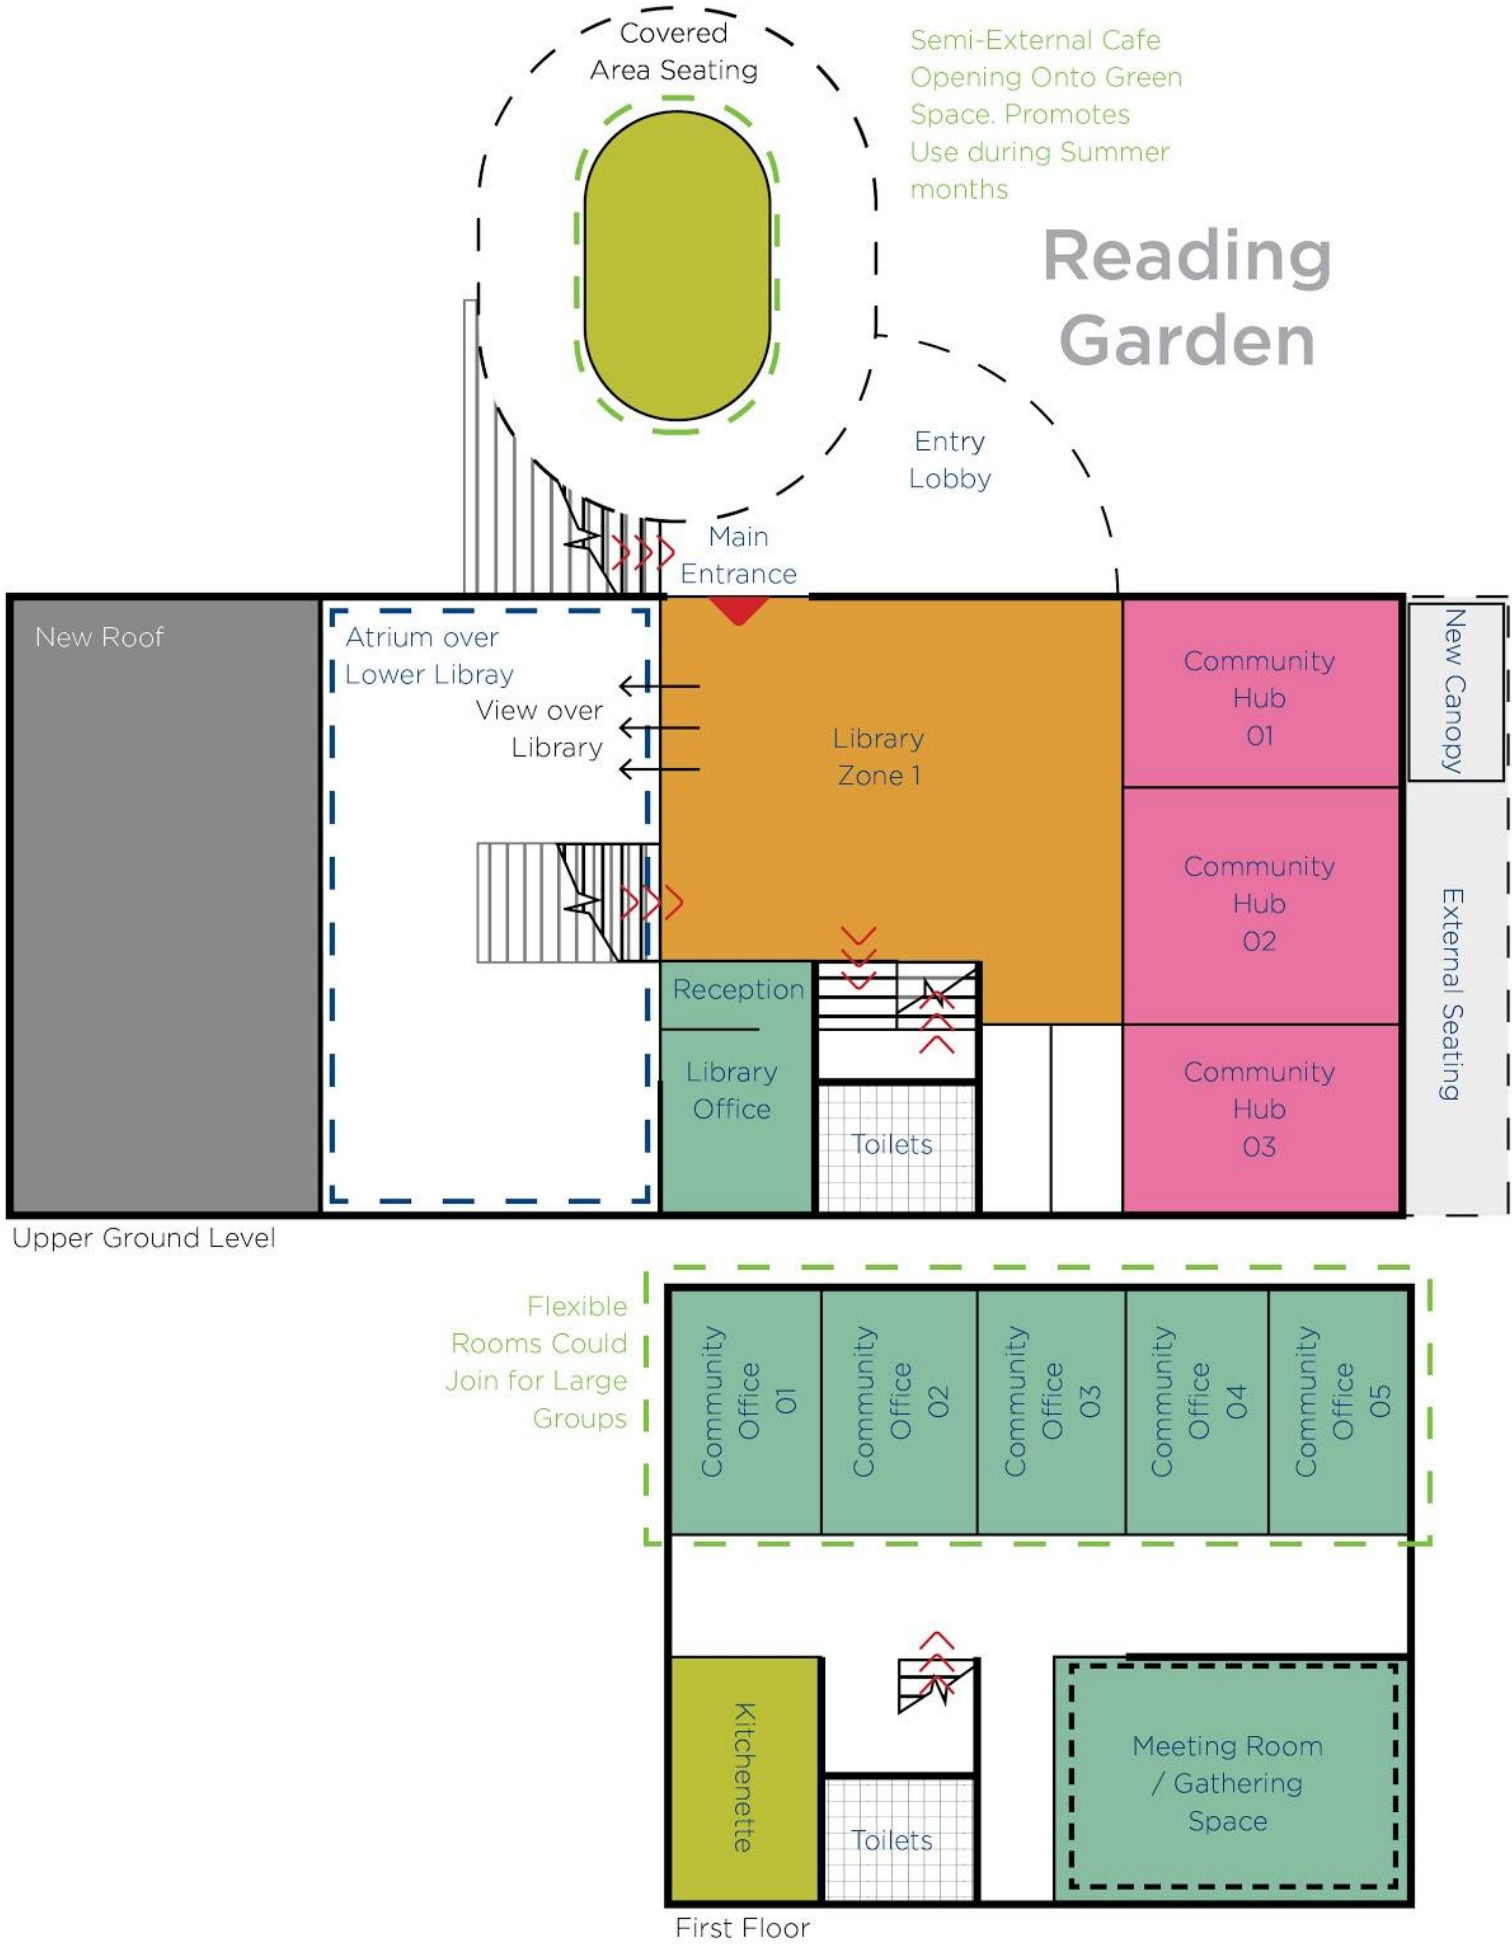 Covered
Area Seating
Semi-External Cafe
Opening Onto Green
Space. Promotes
Use during Summer
months
Reading
Garden
Entry
Lobby
Main
Entrance
New Roof
Atrium over
Lower Libray
View over
Library
Library
Zone 1
Community
Hub
01
New Canopy
Community
Hub
02
External Seating
Reception
Library
Office
Toilets
Community
Hub
03
Upper Ground Level
Flexible
Rooms Could
Join for Large
Groups
Community
Office
01
Community
Office
02
Community
Office
03
Community
Office
04
Community
Office
05
Kitchenette
Toilets
Meeting Room
/ Gathering
Space
First Floor